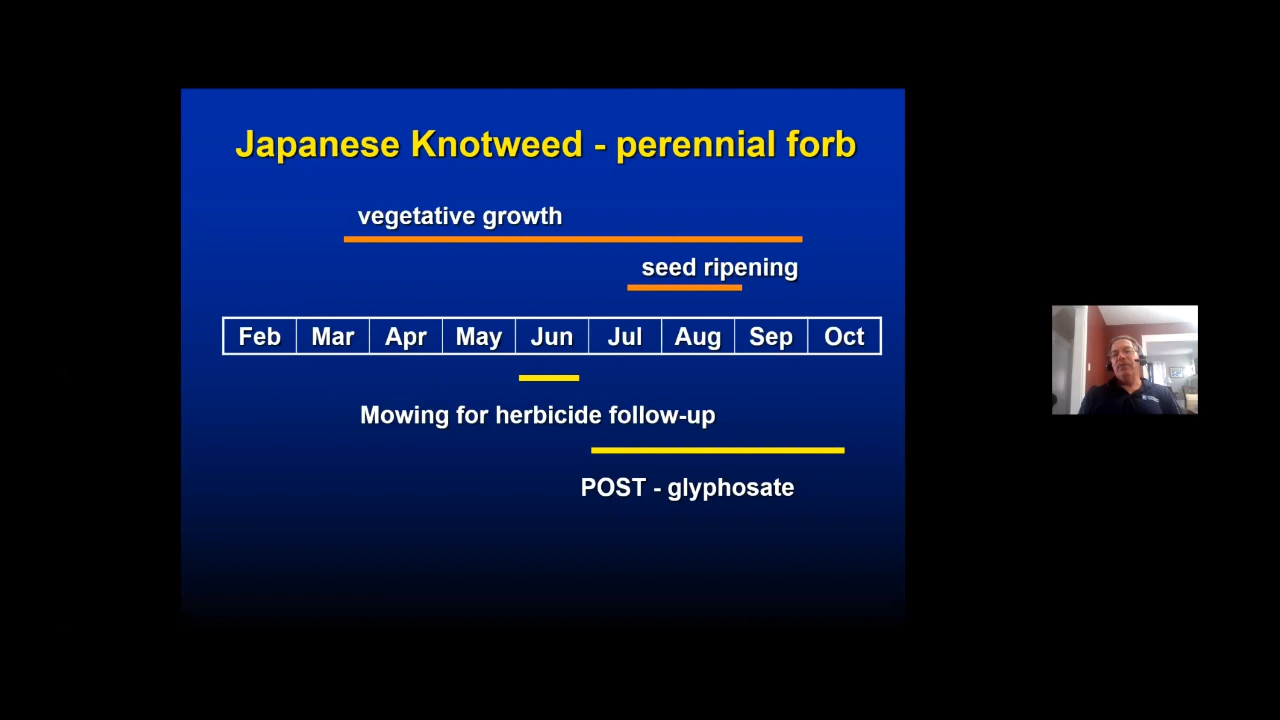 Japanese Knotweed - perennial forb
vegetative growth
seed ripening
Feb Mar Apr May Jun Jul Aug Sep Oct
Mowing for herbicide follow-up
POST - glyphosate